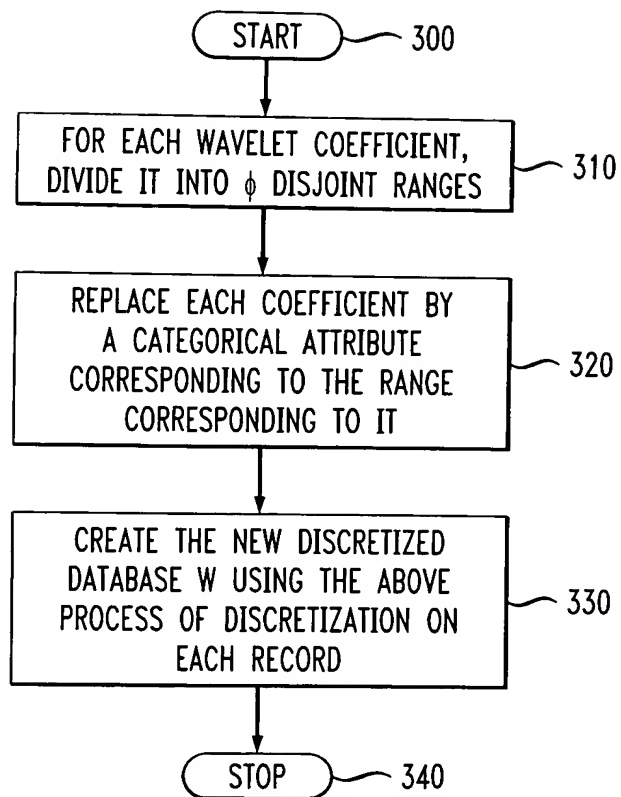 START
300
FOR EACH WAVELET COEFFICIENT,
DIVIDE IT INTO ϕ DISJOINT RANGES
310
REPLACE EACH COEFFICIENT BY
A CATEGORICAL ATTRIBUTE
CORRESPONDING TO THE RANGE
CORRESPONDING TO IT
320
CREATE THE NEW DISCRETIZED
DATABASE W USING THE ABOVE
PROCESS OF DISCRETIZATION ON
EACH RECORD
330
STOP
340